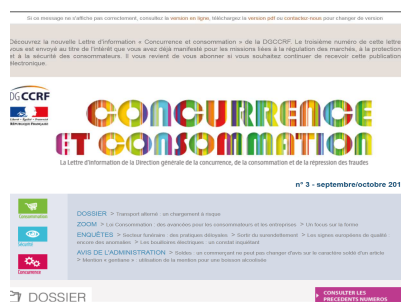 Si ce message ne s'affiche pas correctement, consultez la version en ligne, téléchargez la version pdf ou contactez-nous pour changer de version
Découvrez la nouvelle Lettre d'information « Concurrence et consommation » de la DGCCRF. Le troisième numéro de cette lettre
vous est envoyé au titre de l'intérêt que vous avez déjà manifesté pour les missions liées à la régulation des marchés, à la protection
et à la sécurité des consommateurs. Il vous revient de vous abonner si vous souhaitez continuer de recevoir cette publication
électronique.
DGCCRF
CONCURRENCE
ET CONSOMMATION
La Lettre d'information de la Direction générale de la concurrence, de la consommation et de la répression des fraudes
n° 3 - septembre/octobre 201
Consommation
Sécurité
Concurrence
DOSSIER > Transport aérien : un chargement à risque
ZOOM > Loi Consommation : des avancées pour les consommateurs et les entreprises > Un focus sur la forme
ENQUÊTES > Secteur funéraire : des pratiques déloyales > Sortir du surendettement > Les signes européens de qualité :
encore des anomalies > Les bouilloires électriques : un constat inquiétant
AVIS DE L'ADMINISTRATION > Soldes : un commerçant ne peut pas changer d'avis sur le caractère soldé d'un article
> Mention « gentiane » : utilisation de la mention pour une boisson alcoolisée
DOSSIER
CONSULTER LES
PRECEDENTS NUMEROS